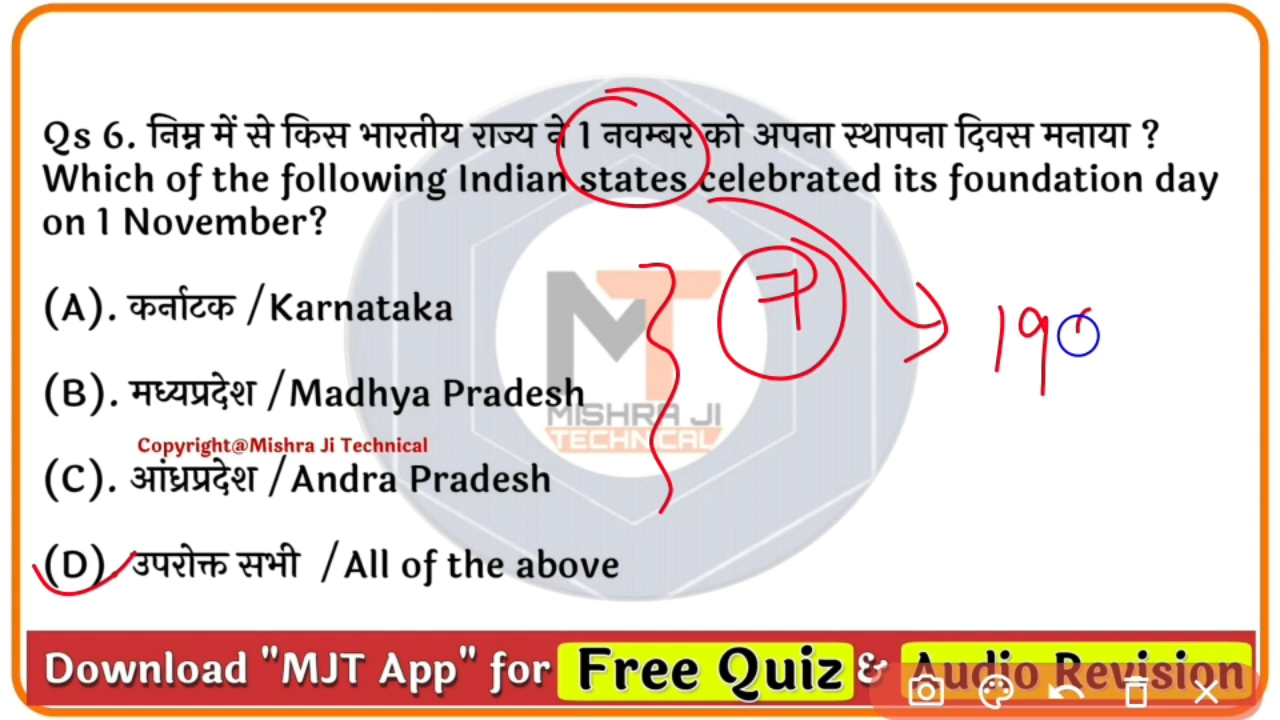 Qs 6. निम्न में से किस भारतीय राज्य ने 1 नवम्बर को अपना स्थापना दिवस मनाया ?
Which of the following Indian states celebrated its foundation day
on 1 November?
7
19
(A). कर्नाटक /Karnataka
(B). मध्यप्रदेश /Madhya Pradesh
MISHRA JI
TECHNICAL
Copyright@Mishra Ji Technical
(C). आंध्रप्रदेश /Andra Pradesh
(D). उपरोक्त सभी /All of the above
Download "MJT App" for Free Quiz & Audio Revision